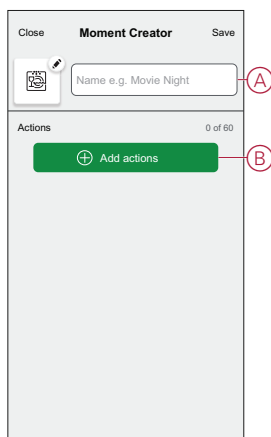 Close Moment Creator Save
Name e.g. Movie Night
A
Actions 0 of 60
Add actions
B